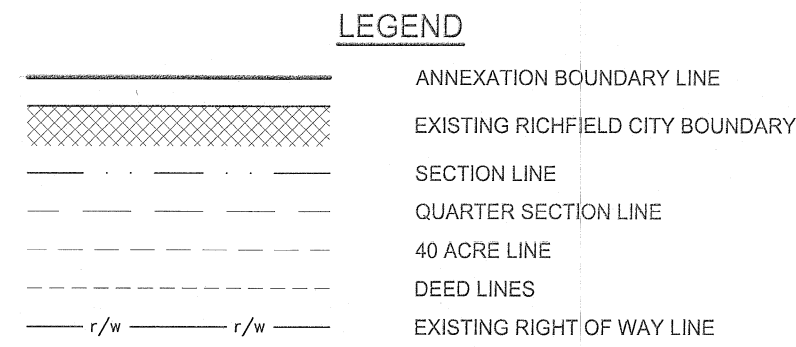 LEGEND
ANNEXATION BOUNDARY LINE
EXISTING RICHFIELD CITY BOUNDARY
SECTION LINE
QUARTER SECTION LINE
40 ACRE LINE
DEED LINES
r/w r/w EXISTING RIGHT OF WAY LINE